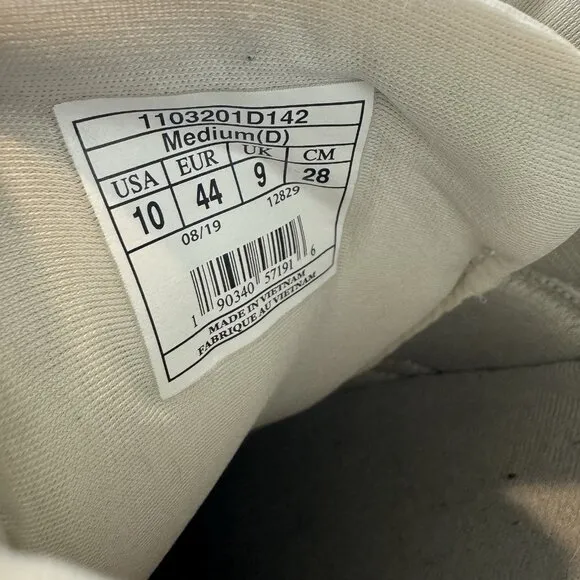 1103201D142
Medium(D)
USA EUR UK CM
10 44 9 28
08/19 12829
1 90340 57191 6
MADE IN VIETNAM
FABRIQUE AU VIETNAM